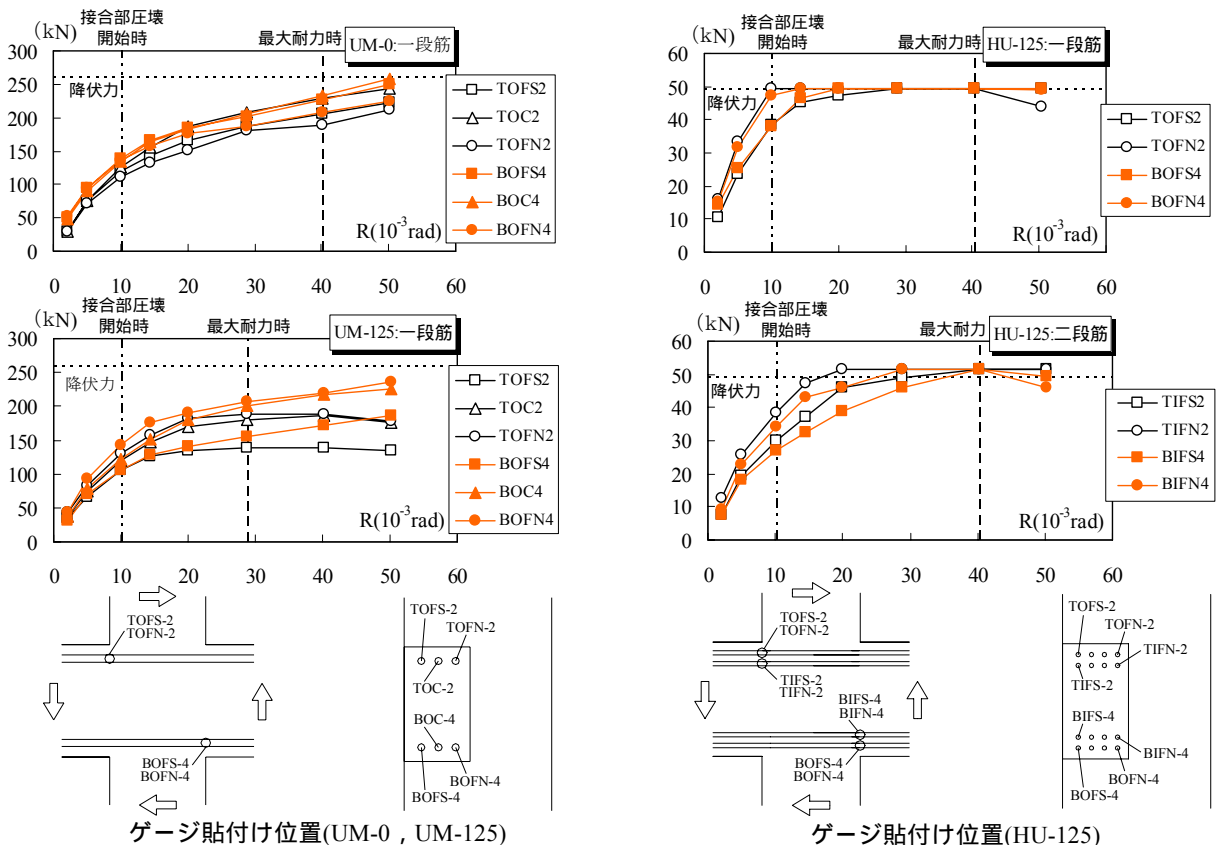 (kN)
接合部圧壊
開始時
最大耐力時
UM-0:一段筋
300
250
200
150
100
50
0
降伏力
R(10⁻³rad)
0 10 20 30 40 50 60
TOFS2
TOC2
TOFN2
BOFS4
BOC4
BOFN4
(kN)
接合部圧壊
開始時
最大耐力時
HU-125:一段筋
60
50
40
30
20
10
0
降伏力
R(10⁻³rad)
0 10 20 30 40 50 60
TOFS2
TOFN2
BOFS4
BOFN4
(kN)
接合部圧壊
開始時
最大耐力時
UM-125:一段筋
300
250
200
150
100
50
0
降伏力
R(10⁻³rad)
0 10 20 30 40 50 60
TOFS2
TOC2
TOFN2
BOFS4
BOC4
BOFN4
(kN)
接合部圧壊
開始時
最大耐力
HU-125:二段筋
60
50
40
30
20
10
0
降伏力
R(10⁻³rad)
0 10 20 30 40 50 60
TIFS2
TIFN2
BIFS4
BIFN4
TOFS-2
TOFN-2
BOFS-4
BOFN-4
TOFS-2
TOFN-2
TOC-2
BOC-4
BOFN-4
BOFS-4
ゲージ貼付け位置(UM-0 , UM-125)
TOFS-2
TOFN-2
TIFS-2
TIFN-2
BIFS-4
BIFN-4
BOFS-4
BOFN-4
TOFS-2
TOFN-2
TIFN-2
TIFS-2
BIFS-4
BIFN-4
BOFN-4
BOFS-4
ゲージ貼付け位置(HU-125)